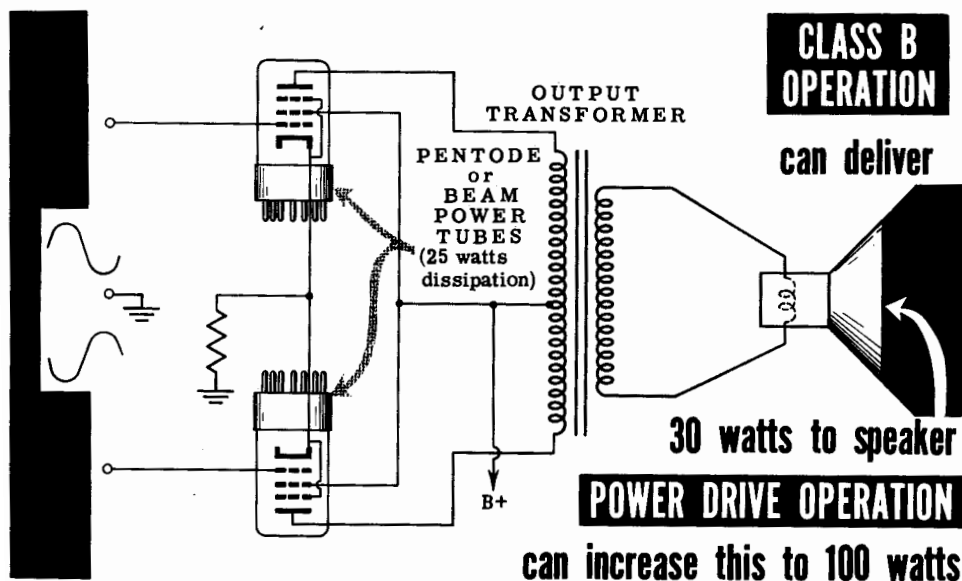 CLASS B
OPERATION
can deliver
OUTPUT
TRANSFORMER
PENTODE
or
BEAM
POWER
TUBES
(25 watts
dissipation)
B+
30 watts to speaker
POWER DRIVE OPERATION
can increase this to 100 watts